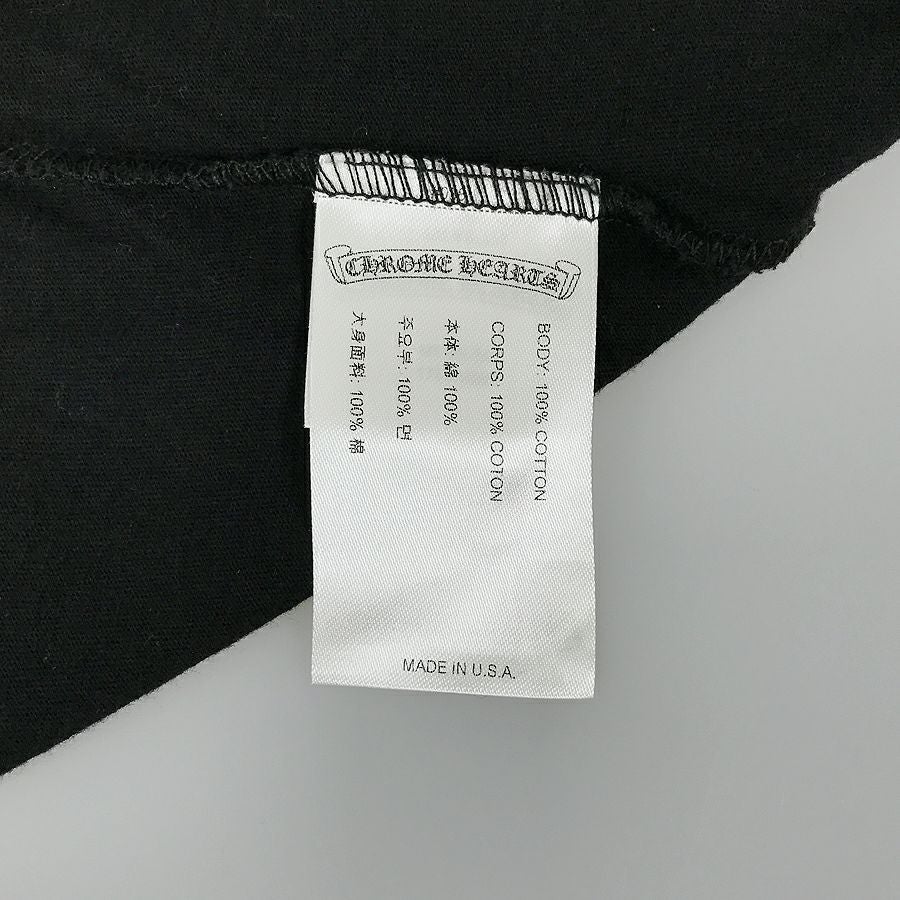 CHROME HEARTS
BODY: 100% COTTON
CORPS: 100% COTON
本体: 綿 100%
주요부: 100% 면
大身面料: 100% 棉
MADE IN U.S.A.